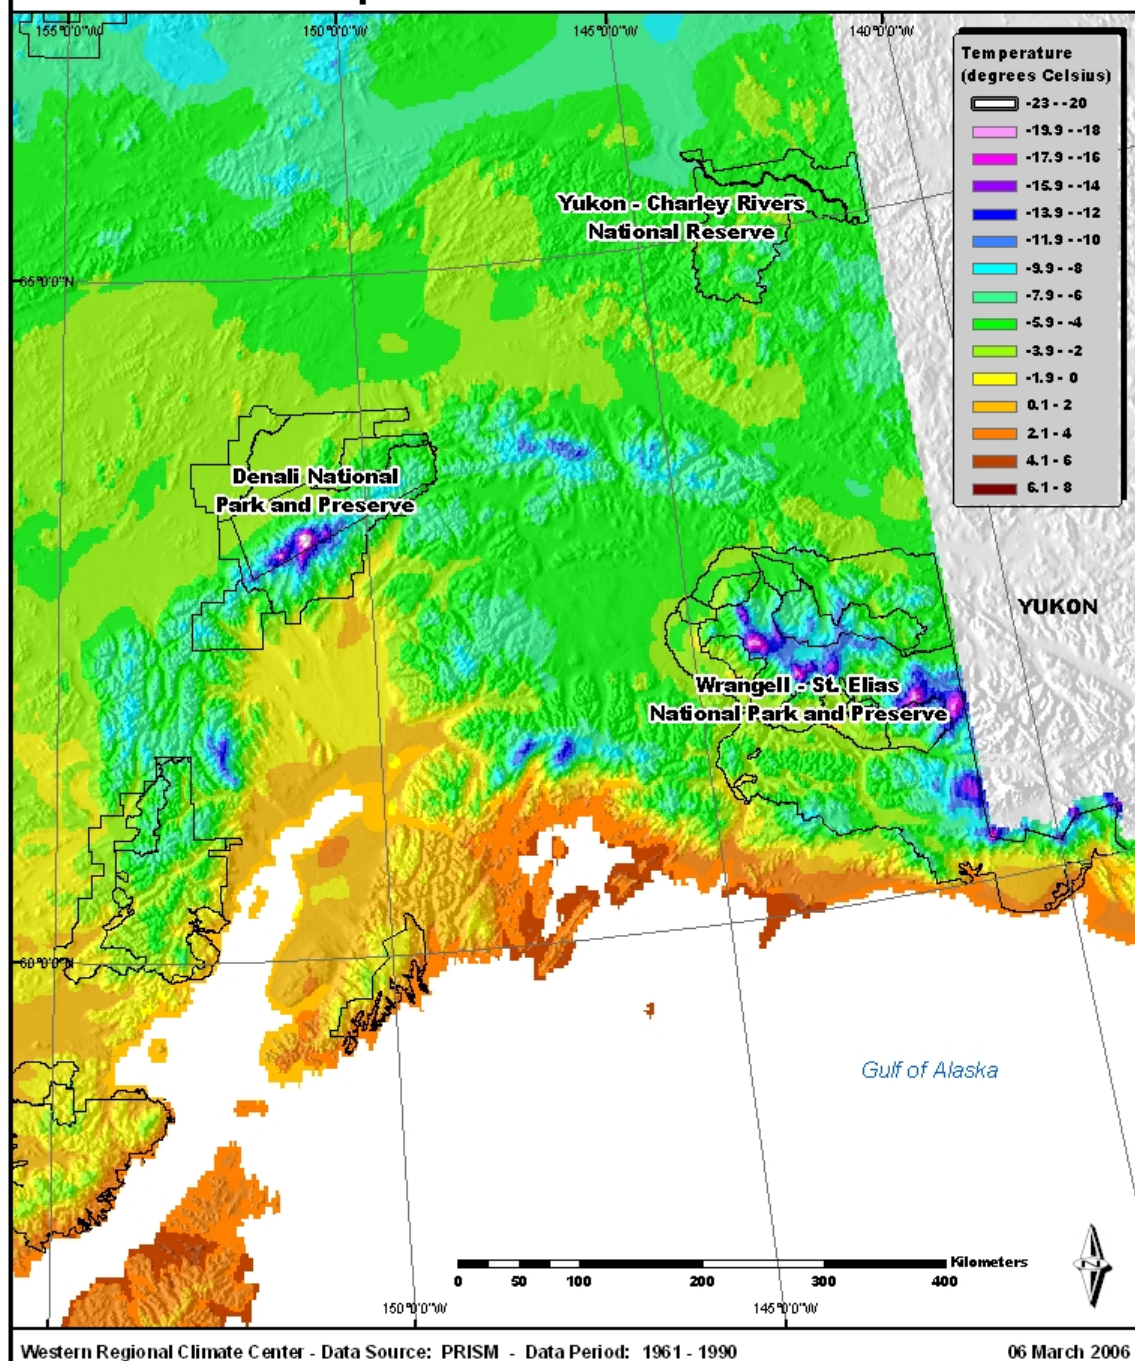 155°0'0"W
150°0'0"W
145°0'0"W
140°0'0"W
Temperature
(degrees Celsius)
-23 - -20
-19.9 - -18
-17.9 - -16
-15.9 - -14
-13.9 - -12
-11.9 - -10
-9.9 - -8
-7.9 - -6
-5.9 - -4
-3.9 - -2
-1.9 - 0
0.1 - 2
2.1 - 4
4.1 - 6
6.1 - 8
Yukon - Charley Rivers
National Reserve
65°0'0"N
Denali National
Park and Preserve
YUKON
Wrangell - St. Elias
National Park and Preserve
60°0'0"N
Gulf of Alaska
Kilometers
0 50 100 200 300 400
N
150°0'0"W
145°0'0"W
Western Regional Climate Center - Data Source: PRISM - Data Period: 1961 - 1990
06 March 2006